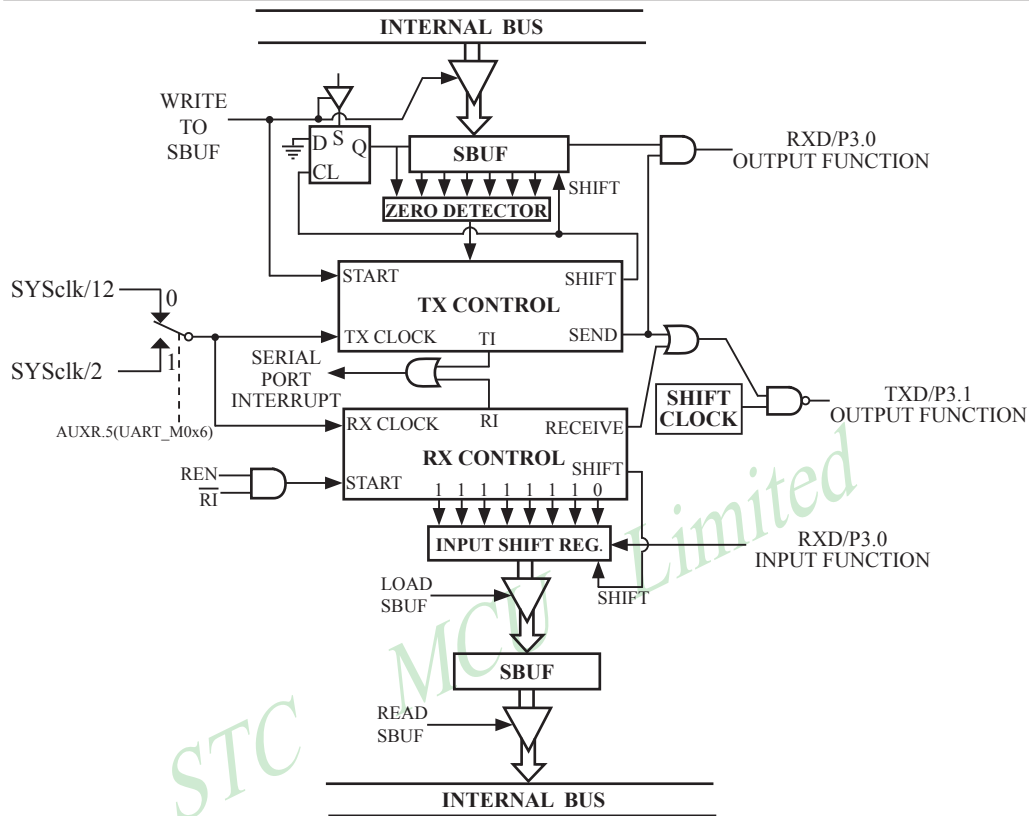 INTERNAL BUS
WRITE
TO
SBUF
S
D
Q
CL
SBUF
RXD/P3.0
OUTPUT FUNCTION
SHIFT
ZERO DETECTOR
START
SHIFT
TX CONTROL
SYSclk/12
0
TX CLOCK
TI
SEND
SYSclk/2
1
SERIAL
PORT
INTERRUPT
SHIFT
CLOCK
TXD/P3.1
OUTPUT FUNCTION
AUXR.5(UART_M0x6)
RX CLOCK
RI
RECEIVE
RX CONTROL
SHIFT
REN
RI
START
1 1 1 1 1 1 1 0
INPUT SHIFT REG.
RXD/P3.0
INPUT FUNCTION
LOAD
SBUF
SHIFT
SBUF
READ
SBUF
INTERNAL BUS
STC MCU Limited